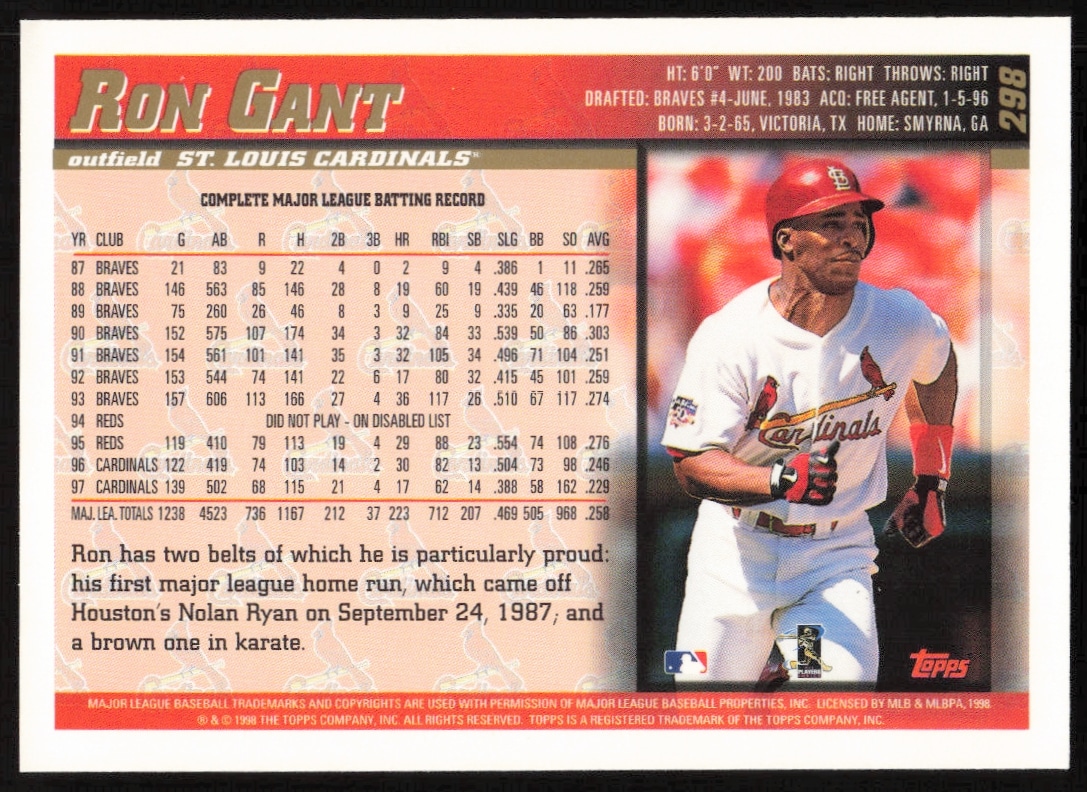 RON GANT
HT: 6'0" WT: 200 BATS: RIGHT THROWS: RIGHT
DRAFTED: BRAVES #4-JUNE, 1983 ACQ: FREE AGENT, 1-5-96
BORN: 3-2-65, VICTORIA, TX HOME: SMYRNA, GA
298
outfield ST. LOUIS CARDINALS™
COMPLETE MAJOR LEAGUE BATTING RECORD
YR CLUB G AB R H 2B 3B HR RBI SB SLG BB SO AVG
87 BRAVES 21 83 9 22 4 0 2 9 4 .386 1 11 .265
88 BRAVES 146 563 85 146 28 8 19 60 19 .439 46 118 .259
89 BRAVES 75 260 26 46 8 3 9 25 9 .335 20 63 .177
90 BRAVES 152 575 107 174 34 3 32 84 33 .539 50 86 .303
91 BRAVES 154 561 101 141 35 3 32 105 34 .496 71 104 .251
92 BRAVES 153 544 74 141 22 6 17 80 32 .415 45 101 .259
93 BRAVES 157 606 113 166 27 4 36 117 26 .510 67 117 .274
94 REDS DID NOT PLAY - ON DISABLED LIST
95 REDS 119 410 79 113 19 4 29 88 23 .554 74 108 .276
96 CARDINALS 122 419 74 103 14 2 30 82 13 .504 73 98 .246
97 CARDINALS 139 502 68 115 21 4 17 62 14 .388 58 162 .229
MAJ. LEA. TOTALS 1238 4523 736 1167 212 37 223 712 207 .469 505 968 .258
Ron has two belts of which he is particularly proud:
his first major league home run, which came off
Houston's Nolan Ryan on September 24, 1987; and
a brown one in karate.
StL
Cardinals
PLAYERS
TOPPS
MAJOR LEAGUE BASEBALL TRADEMARKS AND COPYRIGHTS ARE USED WITH PERMISSION OF MAJOR LEAGUE BASEBALL PROPERTIES, INC. LICENSED BY MLB & MLBPA, 1998.
® & © 1998 THE TOPPS COMPANY, INC. ALL RIGHTS RESERVED. TOPPS IS A REGISTERED TRADEMARK OF THE TOPPS COMPANY, INC.